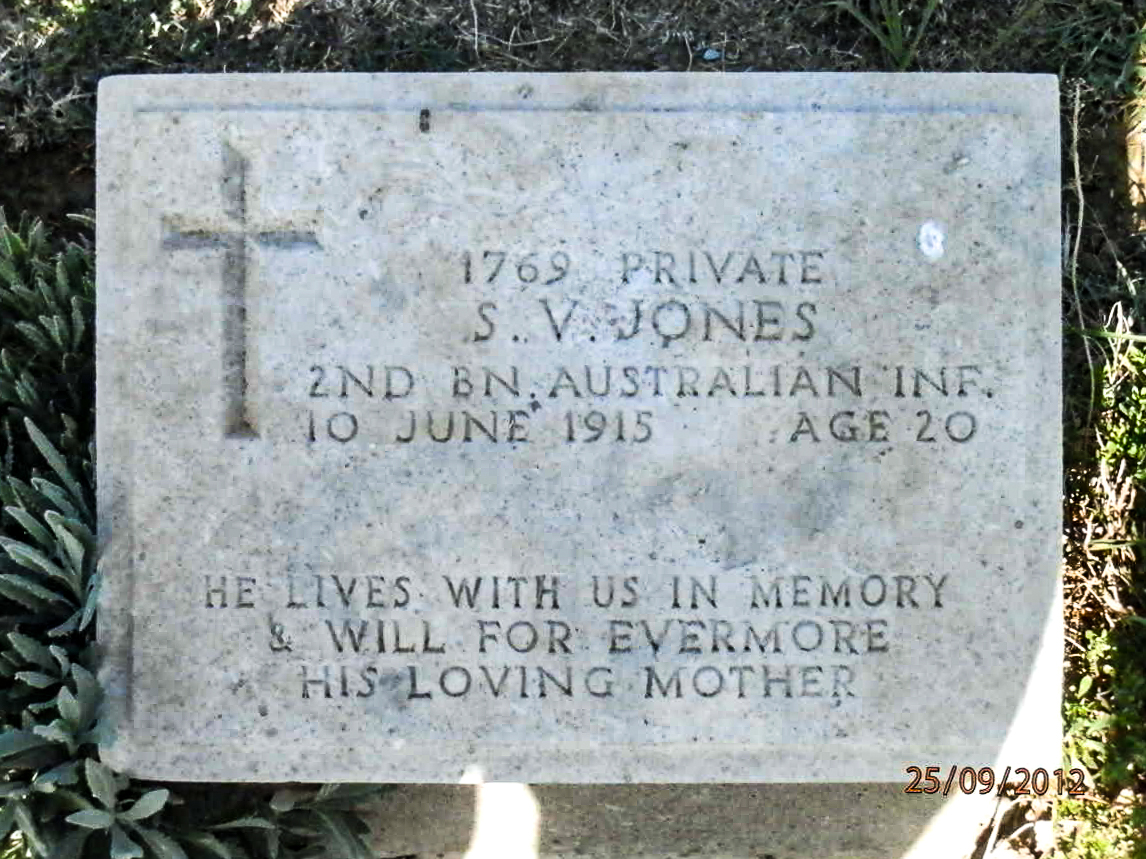 1769 PRIVATE
S. V. JONES
2ND BN. AUSTRALIAN INF.
10 JUNE 1915 AGE 20
HE LIVES WITH US IN MEMORY
& WILL FOR EVERMORE
HIS LOVING MOTHER
25/09/2012